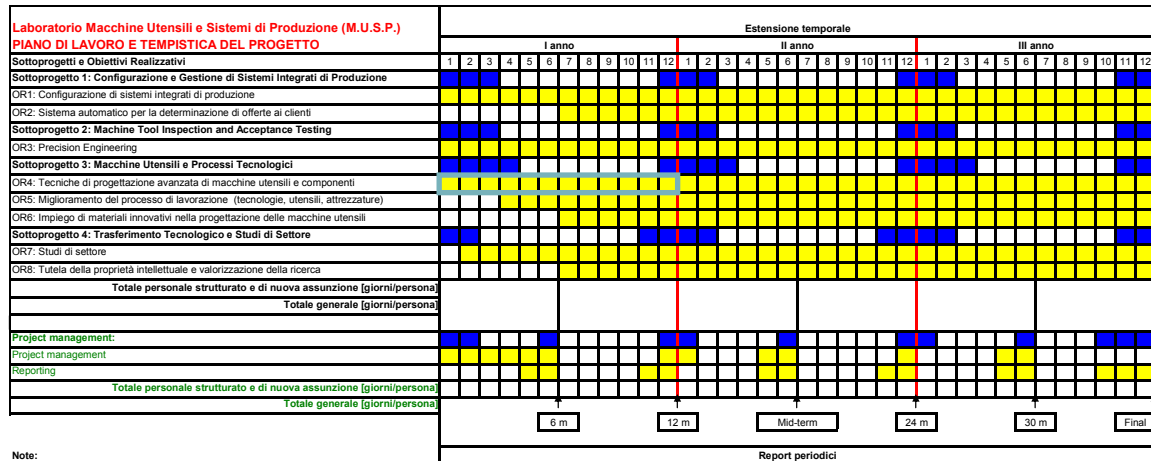 Laboratorio Macchine Utensili e Sistemi di Produzione (M.U.S.P.)
PIANO DI LAVORO E TEMPISTICA DEL PROGETTO
Estensione temporale
I anno II anno III anno
Sottoprogetti e Obiettivi Realizzativi 1 2 3 4 5 6 7 8 9 10 11 12 1 2 3 4 5 6 7 8 9 10 11 12 1 2 3 4 5 6 7 8 9 10 11 12
Sottoprogetto 1: Configurazione e Gestione di Sistemi Integrati di Produzione
OR1: Configurazione di sistemi integrati di produzione
OR2: Sistema automatico per la determinazione di offerte ai clienti
Sottoprogetto 2: Machine Tool Inspection and Acceptance Testing
OR3: Precision Engineering
Sottoprogetto 3: Macchine Utensili e Processi Tecnologici
OR4: Tecniche di progettazione avanzata di macchine utensili e componenti
OR5: Miglioramento del processo di lavorazione (tecnologie, utensili, attrezzature)
OR6: Impiego di materiali innovativi nella progettazione delle macchine utensili
Sottoprogetto 4: Trasferimento Tecnologico e Studi di Settore
OR7: Studi di settore
OR8: Tutela della proprietà intellettuale e valorizzazione della ricerca
Totale personale strutturato e di nuova assunzione [giorni/persona]
Totale generale [giorni/persona]
Project management:
Project management
Reporting
Totale personale strutturato e di nuova assunzione [giorni/persona]
Totale generale [giorni/persona]
6 m 12 m Mid-term 24 m 30 m Final
Note: Report periodici